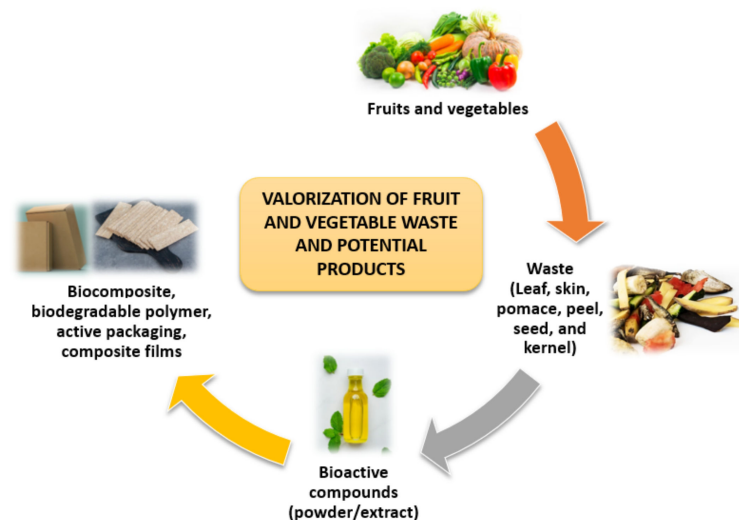 Fruits and vegetables
VALORIZATION OF FRUIT
AND VEGETABLE WASTE
AND POTENTIAL
PRODUCTS
Waste
(Leaf, skin,
pomace, peel,
seed, and
kernel)
Bioactive
compounds
(powder/extract)
Biocomposite,
biodegradable polymer,
active packaging,
composite films